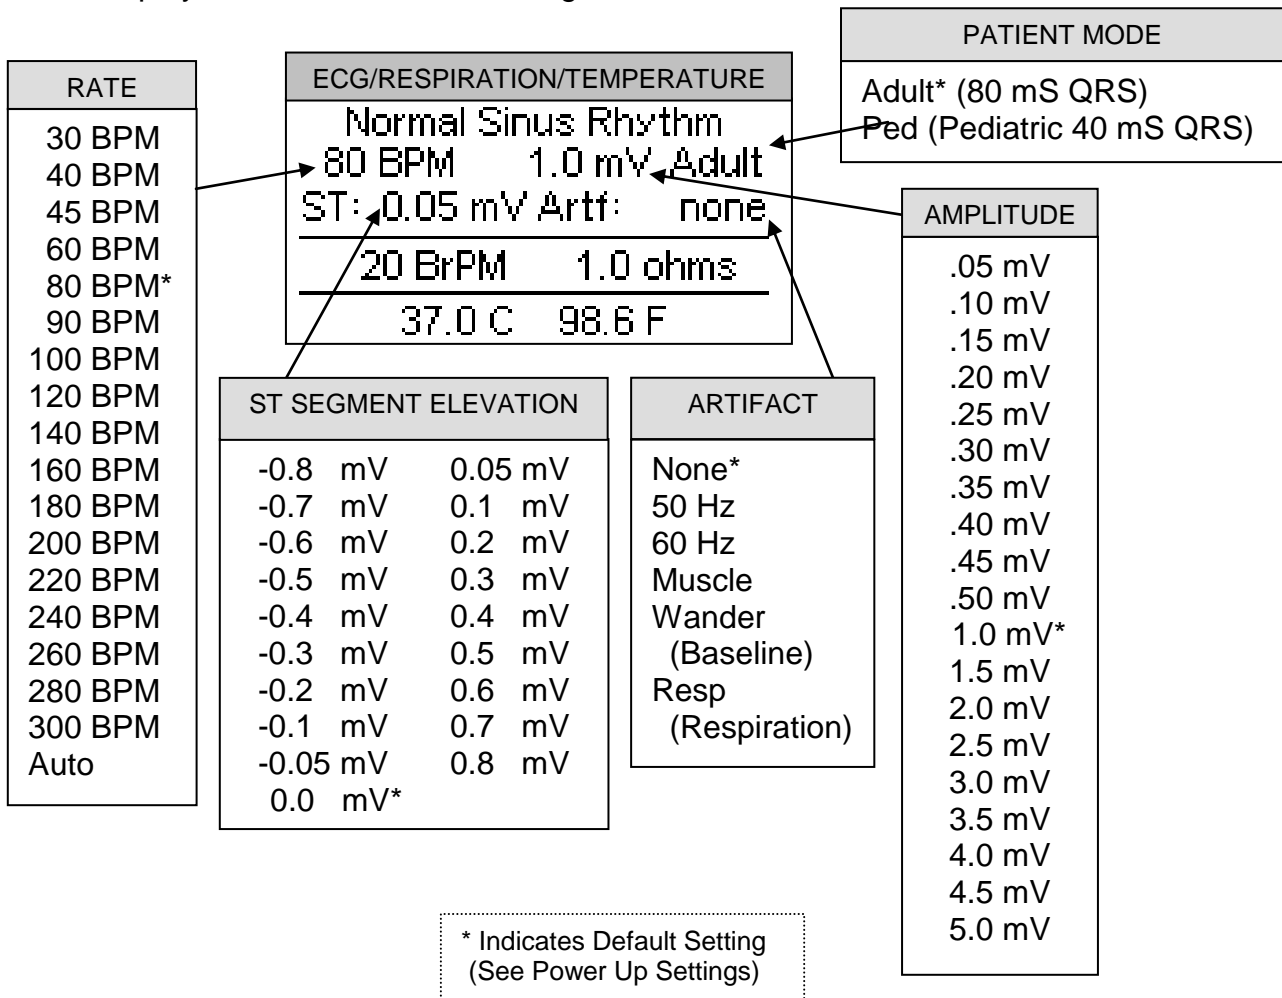 PATIENT MODE
Adult* (80 mS QRS)
Ped (Pediatric 40 mS QRS)
RATE
30 BPM
40 BPM
45 BPM
60 BPM
80 BPM*
90 BPM
100 BPM
120 BPM
140 BPM
160 BPM
180 BPM
200 BPM
220 BPM
240 BPM
260 BPM
280 BPM
300 BPM
Auto
ECG/RESPIRATION/TEMPERATURE
Normal Sinus Rhythm
80 BPM 1.0 mV Adult
ST: 0.05 mV Artf: none
20 BrPM 1.0 ohms
37.0 C 98.6 F
AMPLITUDE
.05 mV
.10 mV
.15 mV
.20 mV
.25 mV
.30 mV
.35 mV
.40 mV
.45 mV
.50 mV
1.0 mV*
1.5 mV
2.0 mV
2.5 mV
3.0 mV
3.5 mV
4.0 mV
4.5 mV
5.0 mV
ST SEGMENT ELEVATION
-0.8 mV 0.05 mV
-0.7 mV 0.1 mV
-0.6 mV 0.2 mV
-0.5 mV 0.3 mV
-0.4 mV 0.4 mV
-0.3 mV 0.5 mV
-0.2 mV 0.6 mV
-0.1 mV 0.7 mV
-0.05 mV 0.8 mV
0.0 mV*
ARTIFACT
None*
50 Hz
60 Hz
Muscle
Wander
(Baseline)
Resp
(Respiration)
* Indicates Default Setting
(See Power Up Settings)